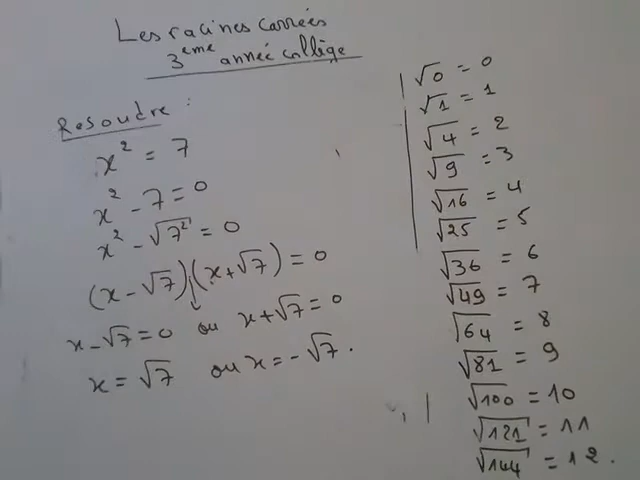 Les racines carrées
3ème année collège
Resoudre :
x² = 7
x² - 7 = 0
x² - √7² = 0
(x - √7)(x + √7) = 0
x - √7 = 0 ou x + √7 = 0
x = √7 ou x = - √7.
√0 = 0
√1 = 1
√4 = 2
√9 = 3
√16 = 4
√25 = 5
√36 = 6
√49 = 7
√64 = 8
√81 = 9
√100 = 10
√121 = 11
√144 = 12.